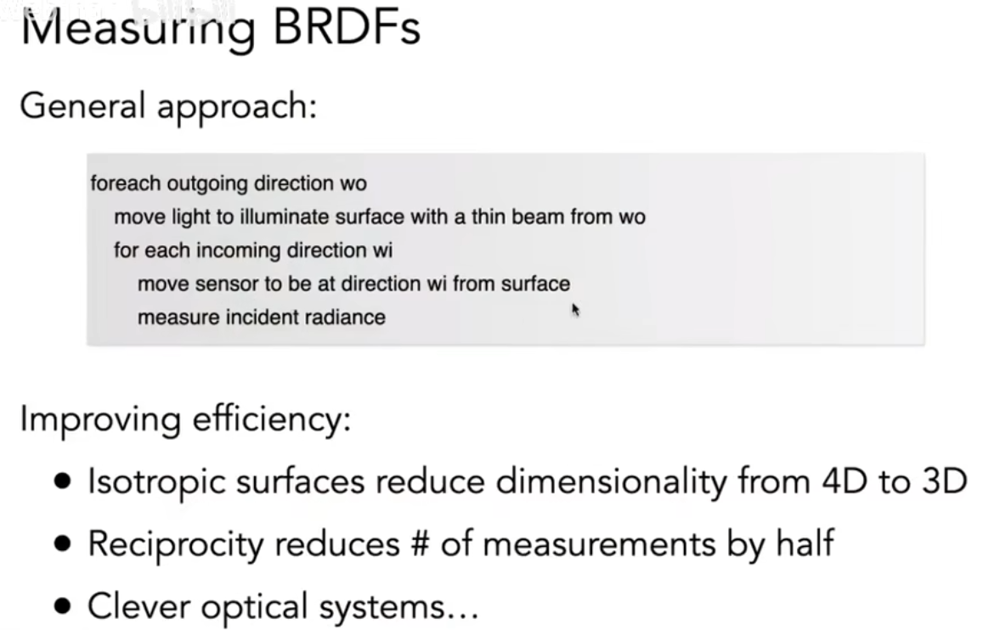 Measuring BRDFs
General approach:
foreach outgoing direction wo
move light to illuminate surface with a thin beam from wo
for each incoming direction wi
move sensor to be at direction wi from surface
measure incident radiance
Improving efficiency:
● Isotropic surfaces reduce dimensionality from 4D to 3D
● Reciprocity reduces # of measurements by half
● Clever optical systems…